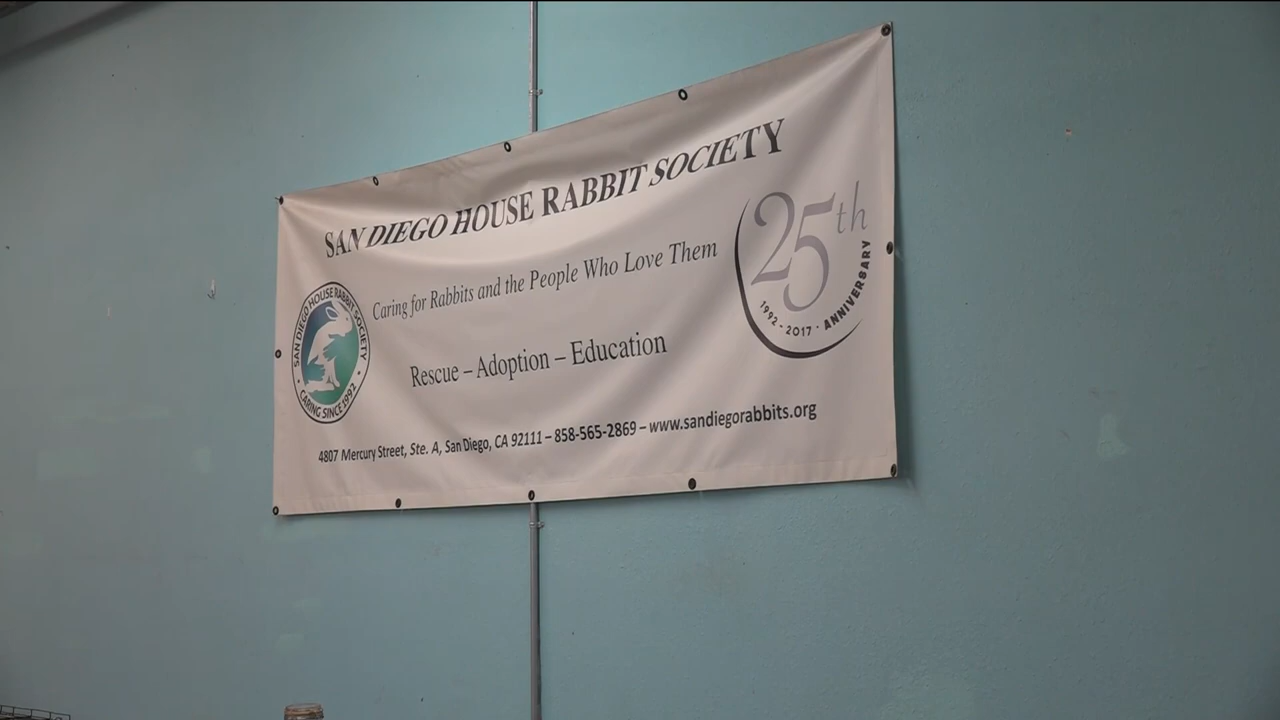 SAN DIEGO HOUSE RABBIT SOCIETY
Caring for Rabbits and the People Who Love Them
Rescue – Adoption – Education
4807 Mercury Street, Ste. A, San Diego, CA 92111 – 858-565-2869 – www.sandiegorabbits.org
SAN DIEGO HOUSE RABBIT SOCIETY
• CARING SINCE 1992 •
25th
1992 - 2017 · ANNIVERSARY